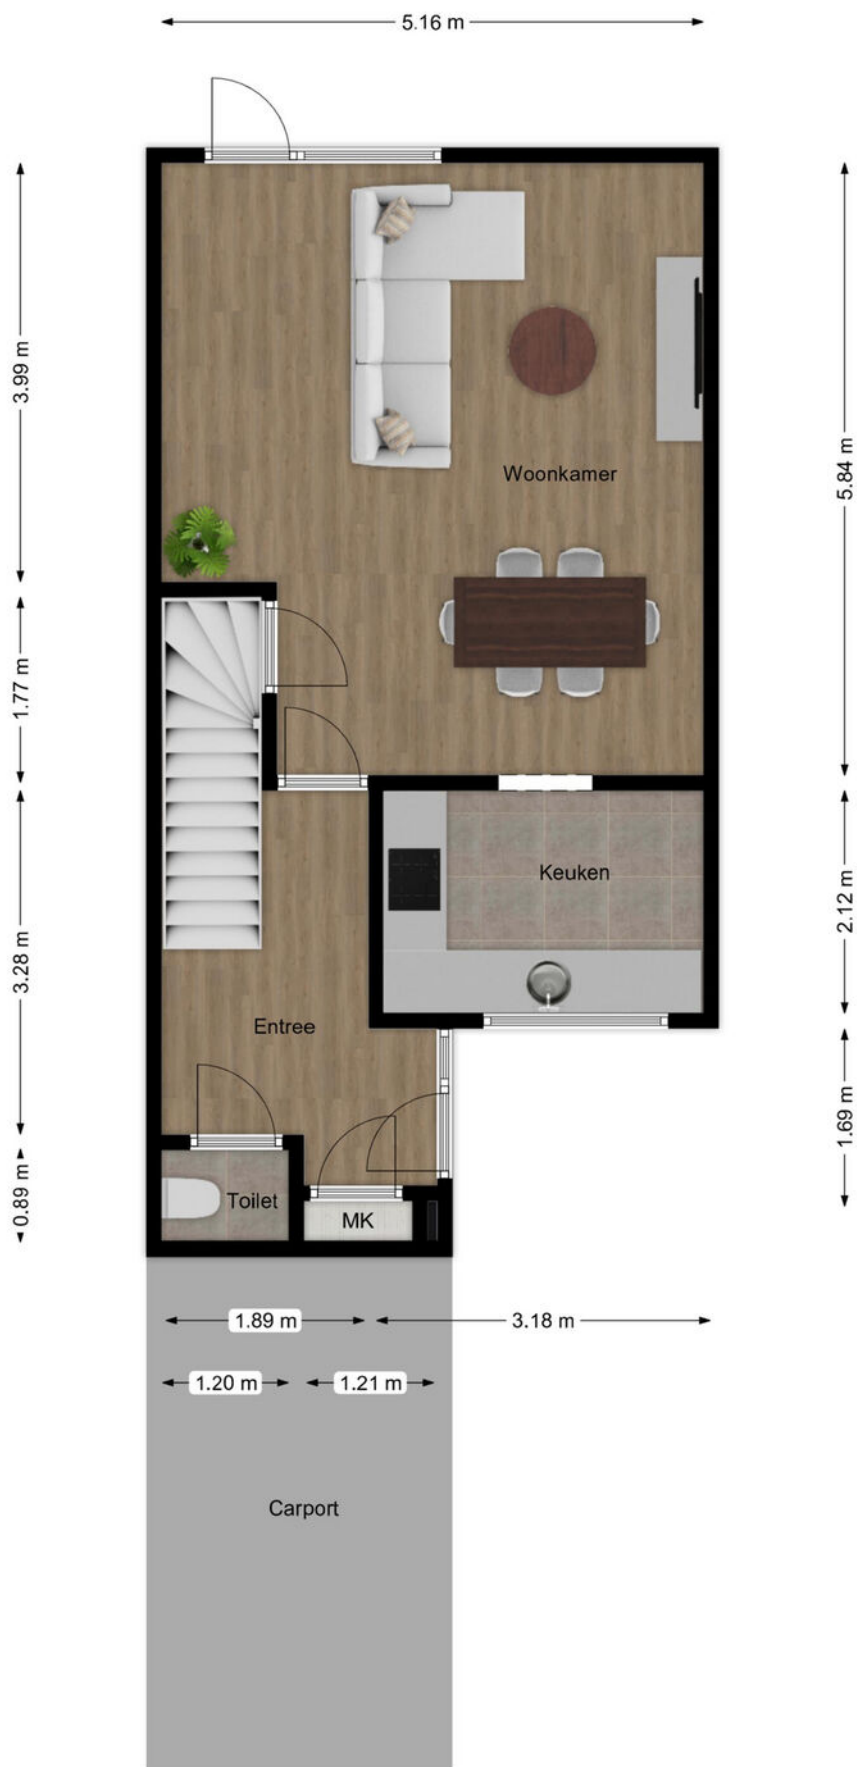 5.16 m
3.99 m
5.84 m
Woonkamer
1.77 m
Keuken
2.12 m
3.28 m
Entree
1.69 m
0.89 m
Toilet
MK
1.89 m
3.18 m
1.20 m
1.21 m
Carport